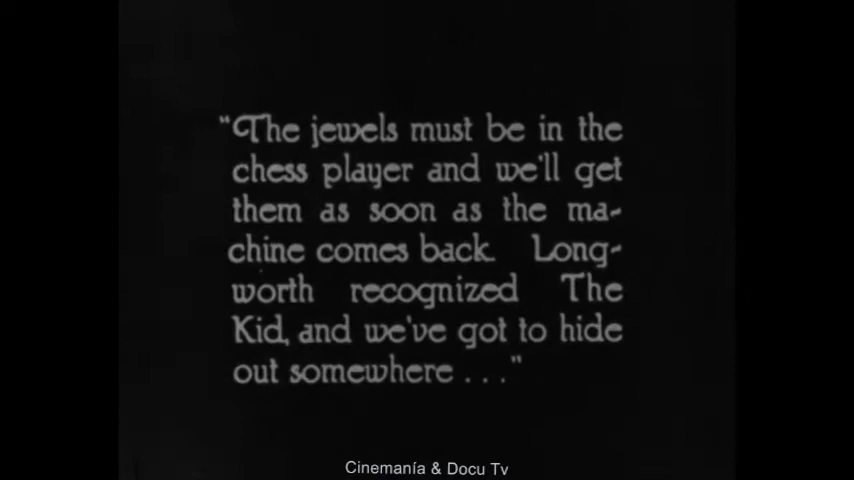 "The jewels must be in the
chess player and we'll get
them as soon as the ma-
chine comes back. Long-
worth recognized The
Kid, and we've got to hide
out somewhere . . ."
Cinemanía & Docu Tv